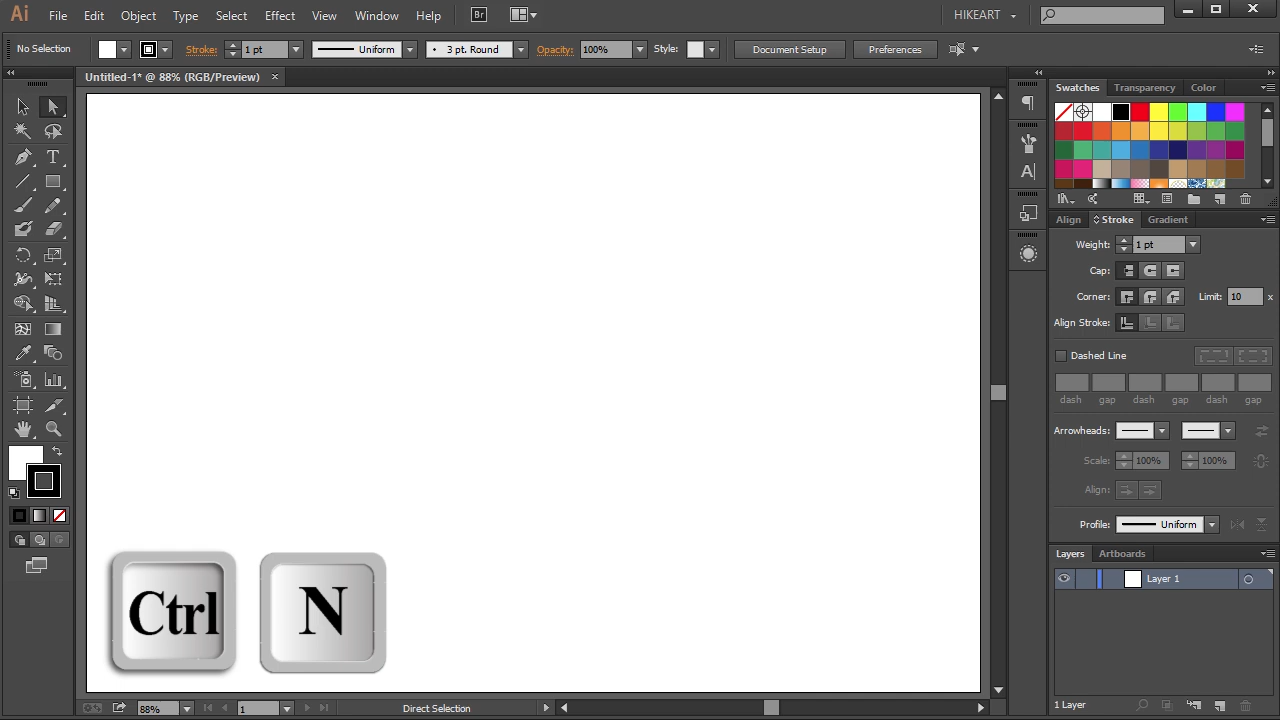 Ai File Edit Object Type Select Effect View Window Help Br HIKEART
No Selection Stroke: 1 pt Uniform 3 pt. Round Opacity: 100% Style: Document Setup Preferences
Untitled-1* @ 88% (RGB/Preview) ×
Swatches Transparency Color
Align Stroke Gradient
Weight: 1 pt
Cap:
Corner: Limit: 10 x
Align Stroke:
Dashed Line
dash gap dash gap dash gap
Arrowheads:
Scale: 100% 100%
Align:
Profile: Uniform
Layers Artboards
Layer 1
Ctrl N
88% 1 Direct Selection
1 Layer